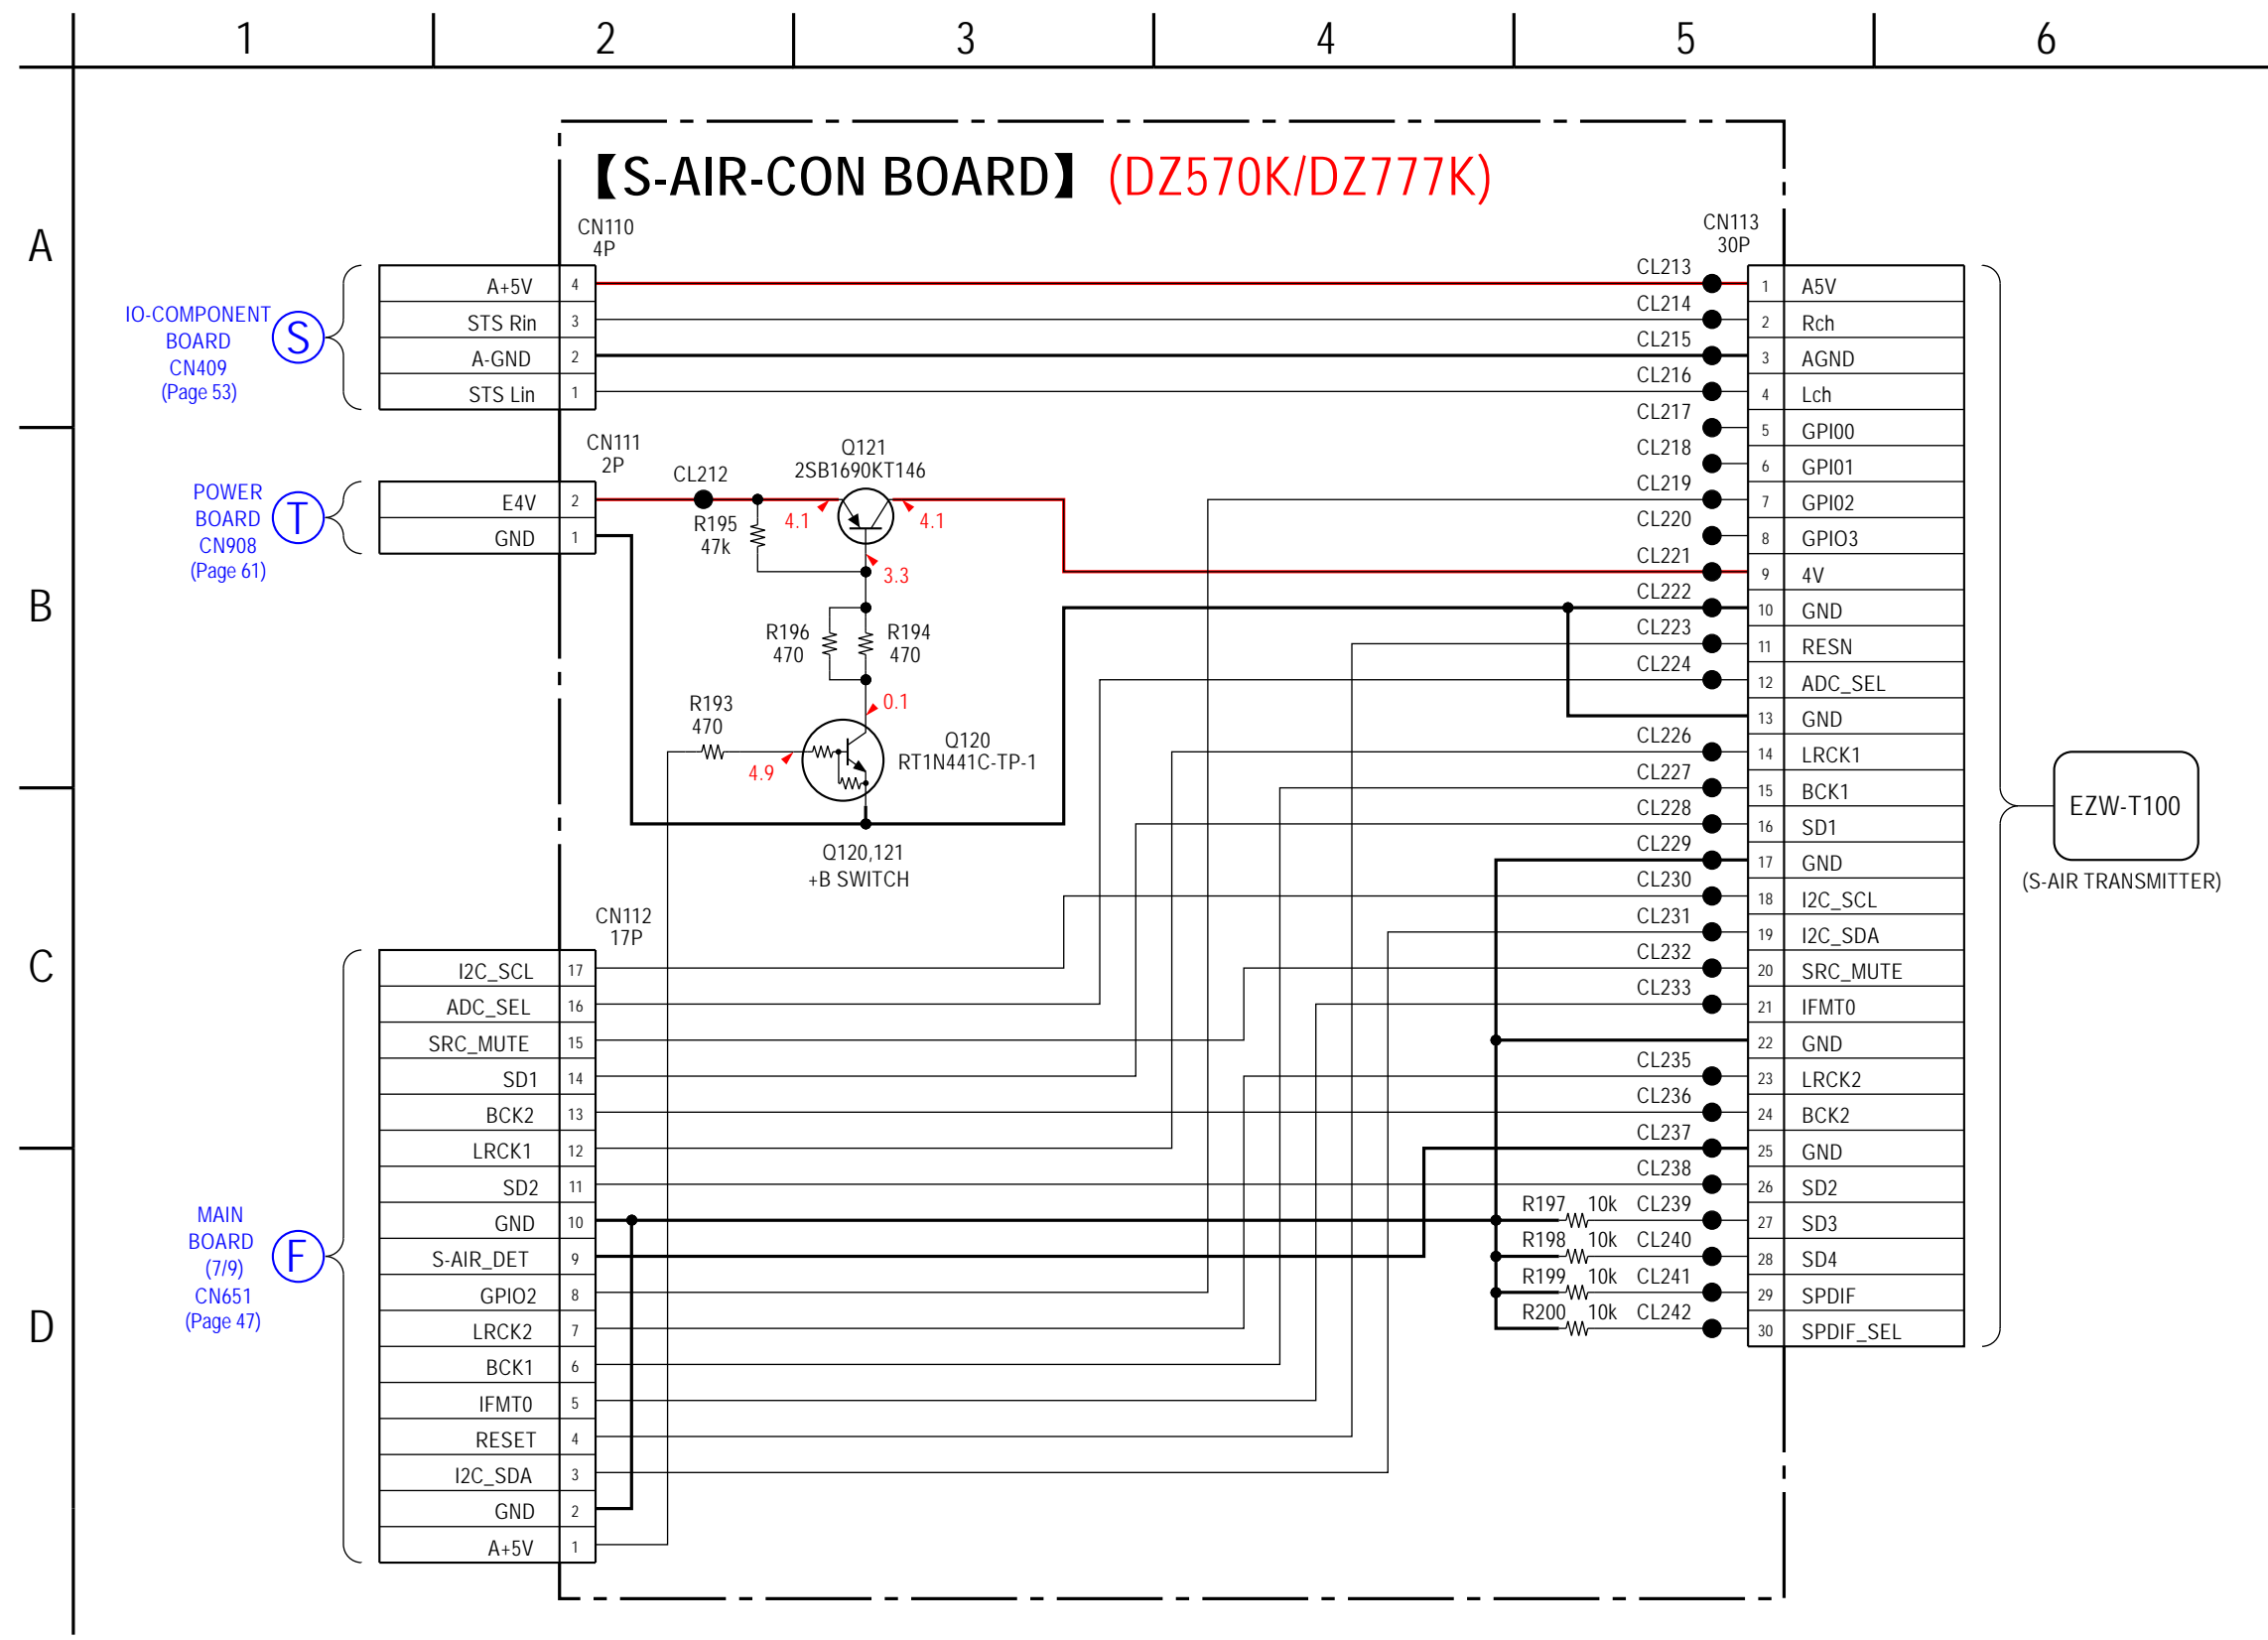 1 2 3 4 5 6
A
B
C
D
【S-AIR-CON BOARD】 (DZ570K/DZ777K)
CN110
4P
A+5V 4
STS Rin 3
A-GND 2
STS Lin 1
IO-COMPONENT
BOARD
CN409
(Page 53)
S
CN111
2P
E4V 2
GND 1
POWER
BOARD
CN908
(Page 61)
T
CL212
R195
47k
Q121
2SB1690KT146
4.1
4.1
3.3
R196
470
R194
470
0.1
R193
470
4.9
Q120
RT1N441C-TP-1
Q120,121
+B SWITCH
CN112
17P
I2C_SCL 17
ADC_SEL 16
SRC_MUTE 15
SD1 14
BCK2 13
LRCK1 12
SD2 11
GND 10
S-AIR_DET 9
GPIO2 8
LRCK2 7
BCK1 6
IFMT0 5
RESET 4
I2C_SDA 3
GND 2
A+5V 1
MAIN
BOARD
(7/9)
CN651
(Page 47)
F
CN113
30P
CL213 1 A5V
CL214 2 Rch
CL215 3 AGND
CL216 4 Lch
CL217 5 GPI00
CL218 6 GPI01
CL219 7 GPI02
CL220 8 GPIO3
CL221 9 4V
CL222 10 GND
CL223 11 RESN
CL224 12 ADC_SEL
13 GND
CL226 14 LRCK1
CL227 15 BCK1
CL228 16 SD1
CL229 17 GND
CL230 18 I2C_SCL
CL231 19 I2C_SDA
CL232 20 SRC_MUTE
CL233 21 IFMT0
22 GND
CL235 23 LRCK2
CL236 24 BCK2
CL237 25 GND
CL238 26 SD2
R197 10k CL239 27 SD3
R198 10k CL240 28 SD4
R199 10k CL241 29 SPDIF
R200 10k CL242 30 SPDIF_SEL
EZW-T100
(S-AIR TRANSMITTER)